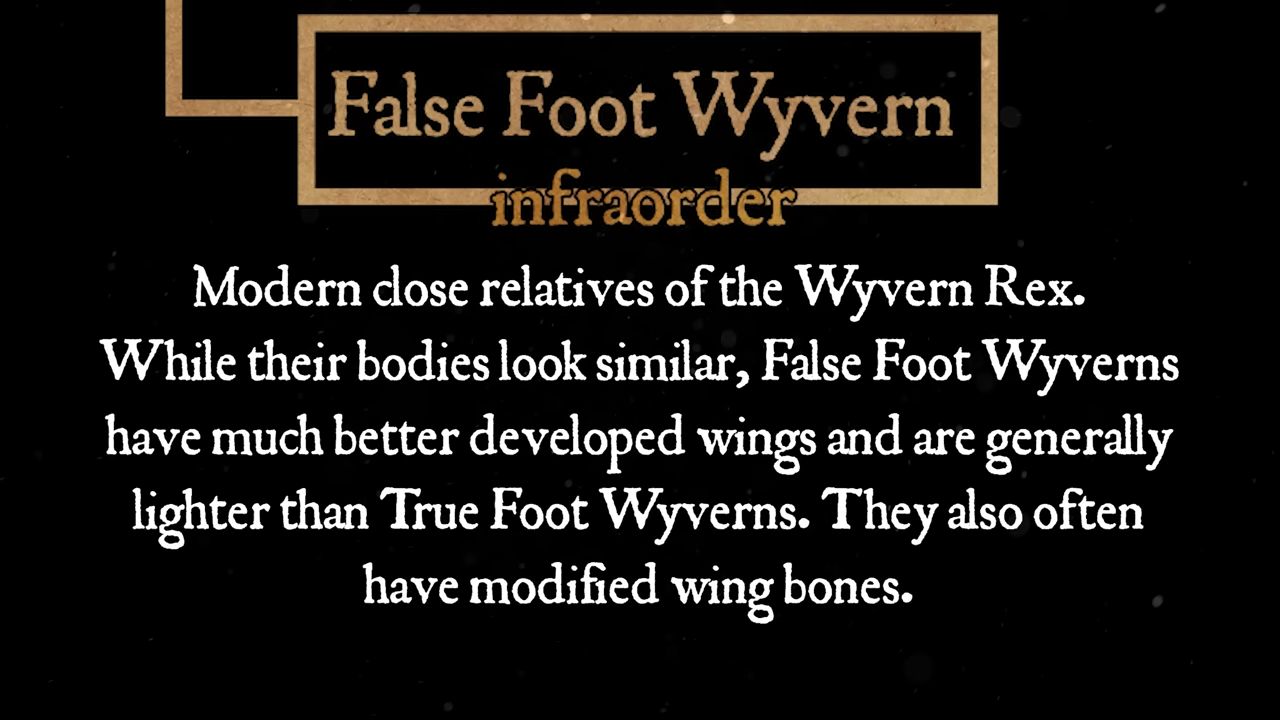 False Foot Wyvern
infraorder
Modern close relatives of the Wyvern Rex.
While their bodies look similar, False Foot Wyverns
have much better developed wings and are generally
lighter than True Foot Wyverns. They also often
have modified wing bones.